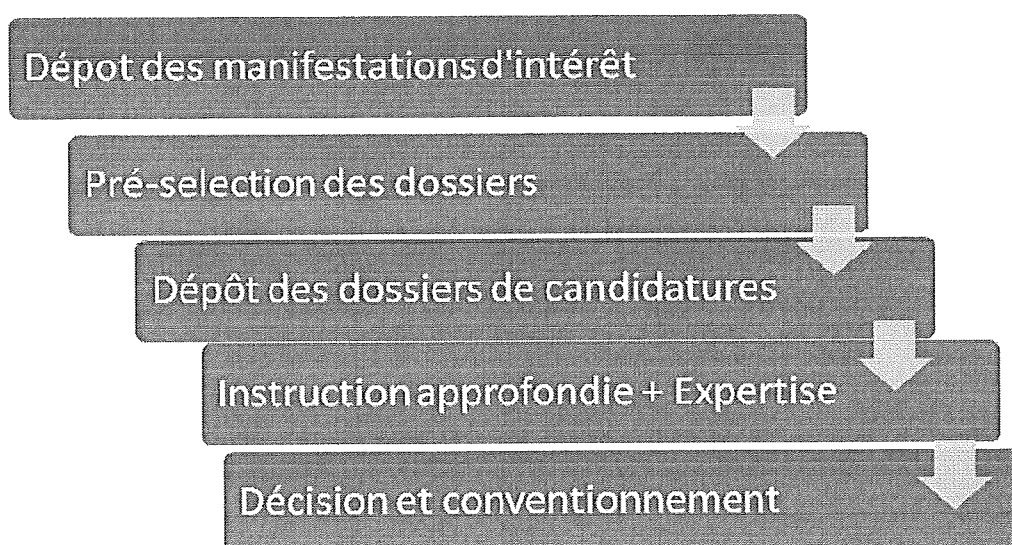 Dépot des manifestations d'intérêt
Pré-selection des dossiers
Dépôt des dossiers de candidatures
Instruction approfondie + Expertise
Décision et conventionnement